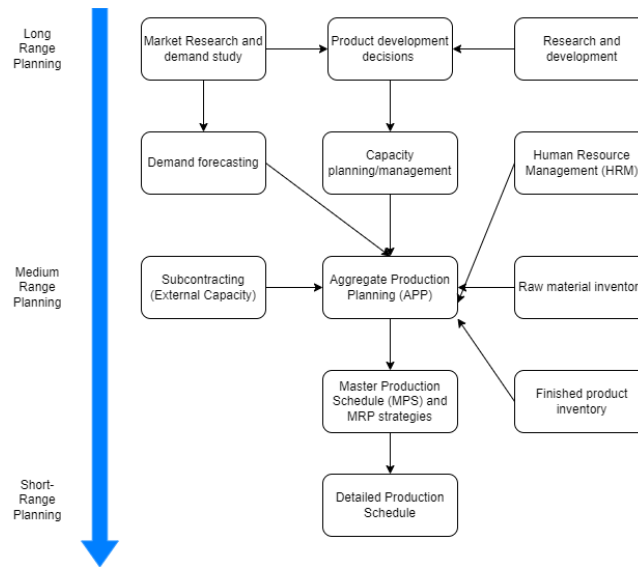 Long
Range
Planning
Market Research and
demand study
Product development
decisions
Research and
development
Demand forecasting
Capacity
planning/management
Human Resource
Management (HRM)
Medium
Range
Planning
Subcontracting
(External Capacity)
Aggregate Production
Planning (APP)
Raw material inventor
Master Production
Schedule (MPS) and
MRP strategies
Finished product
inventory
Short-
Range
Planning
Detailed Production
Schedule